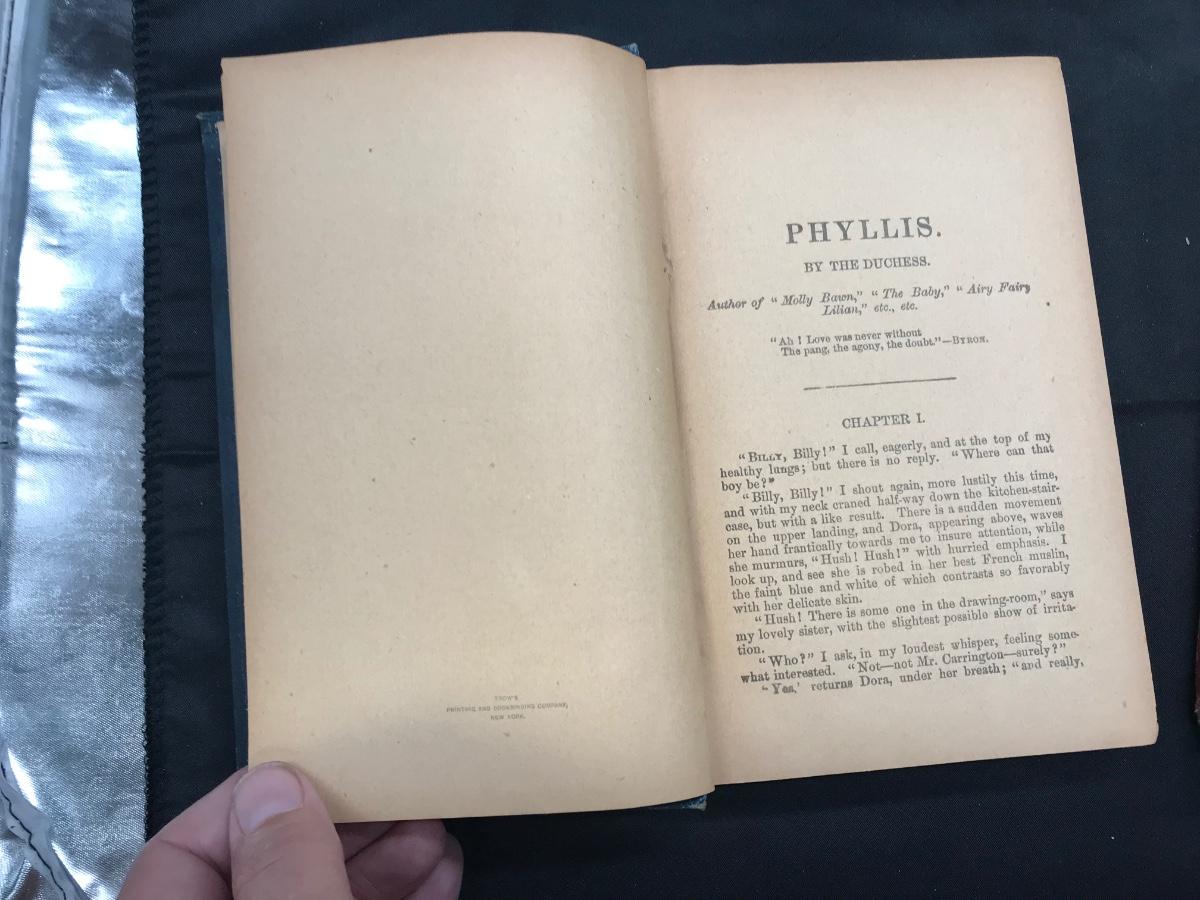 TROW'S
PRINTING AND BOOKBINDING COMPANY,
NEW YORK.
PHYLLIS.
BY THE DUCHESS.
Author of “ Molly Bawn,” “ The Baby,” “ Airy Fairy
Lilian,” etc., etc.
“Ah ! Love was never without
The pang, the agony, the doubt.”—BYRON.
CHAPTER I.
“BILLY, Billy!” I call, eagerly, and at the top of my
healthy lungs; but there is no reply. “Where can that
boy be?”
“Billy, Billy!” I shout again, more lustily this time,
and with my neck craned half-way down the kitchen-stair-
case, but with a like result. There is a sudden movement
on the upper landing, and Dora, appearing above, waves
her hand frantically towards me to insure attention, while
she murmurs, “Hush! Hush!” with hurried emphasis. I
look up, and see she is robed in her best French muslin,
the faint blue and white of which contrasts so favorably
with her delicate skin.
“Hush! There is some one in the drawing-room,” says
my lovely sister, with the slightest possible show of irrita-
tion.
“Who?” I ask, in my loudest whisper, feeling some-
what interested. “Not—not Mr. Carrington—surely?”
“Yes,’ returns Dora, under her breath; “and really,